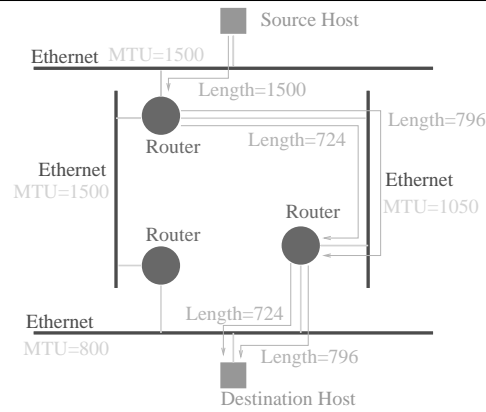 Source Host
Ethernet MTU=1500
Length=1500
Length=796
Router
Length=724
Ethernet
MTU=1500
Ethernet
MTU=1050
Router
Router
Length=724
Ethernet
MTU=800
Length=796
Destination Host